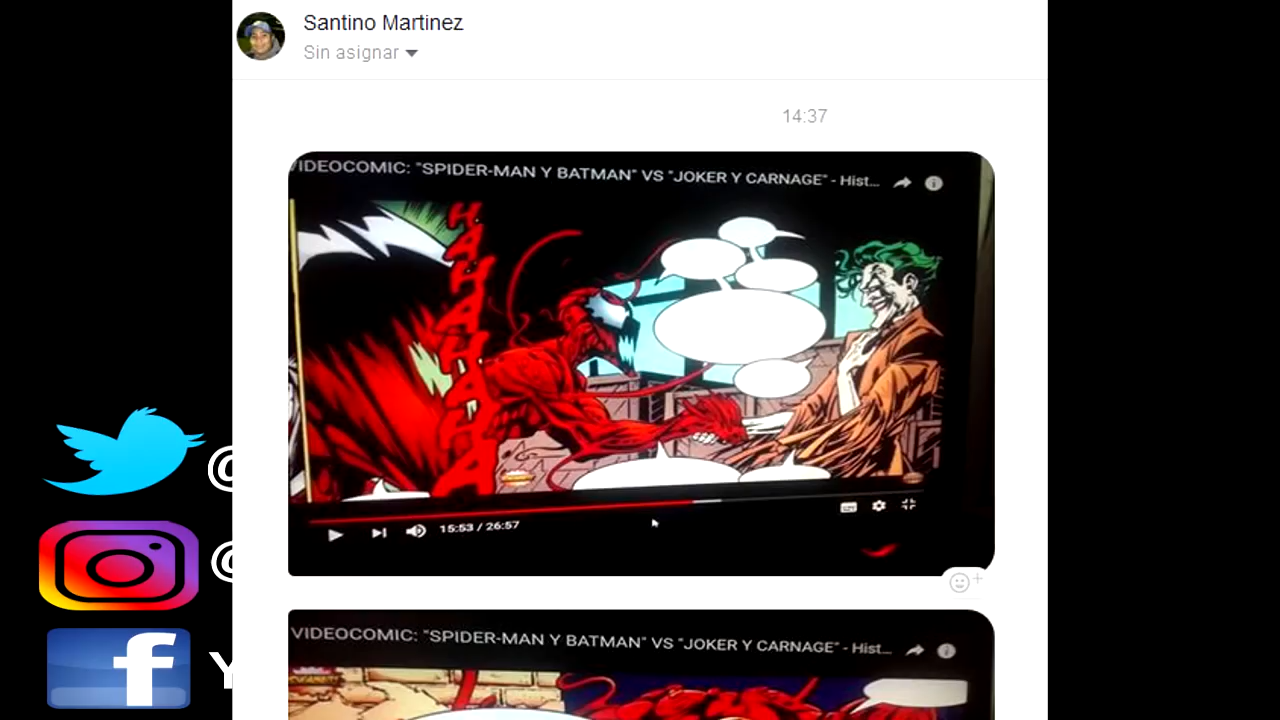 Santino Martinez
Sin asignar
14:37
VIDEOCOMIC: "SPIDER-MAN Y BATMAN" VS "JOKER Y CARNAGE" - Hist...
HAHAHAHAHA
15:53 / 26:57
VIDEOCOMIC: "SPIDER-MAN Y BATMAN" VS "JOKER Y CARNAGE" - Hist...
@
@
Y